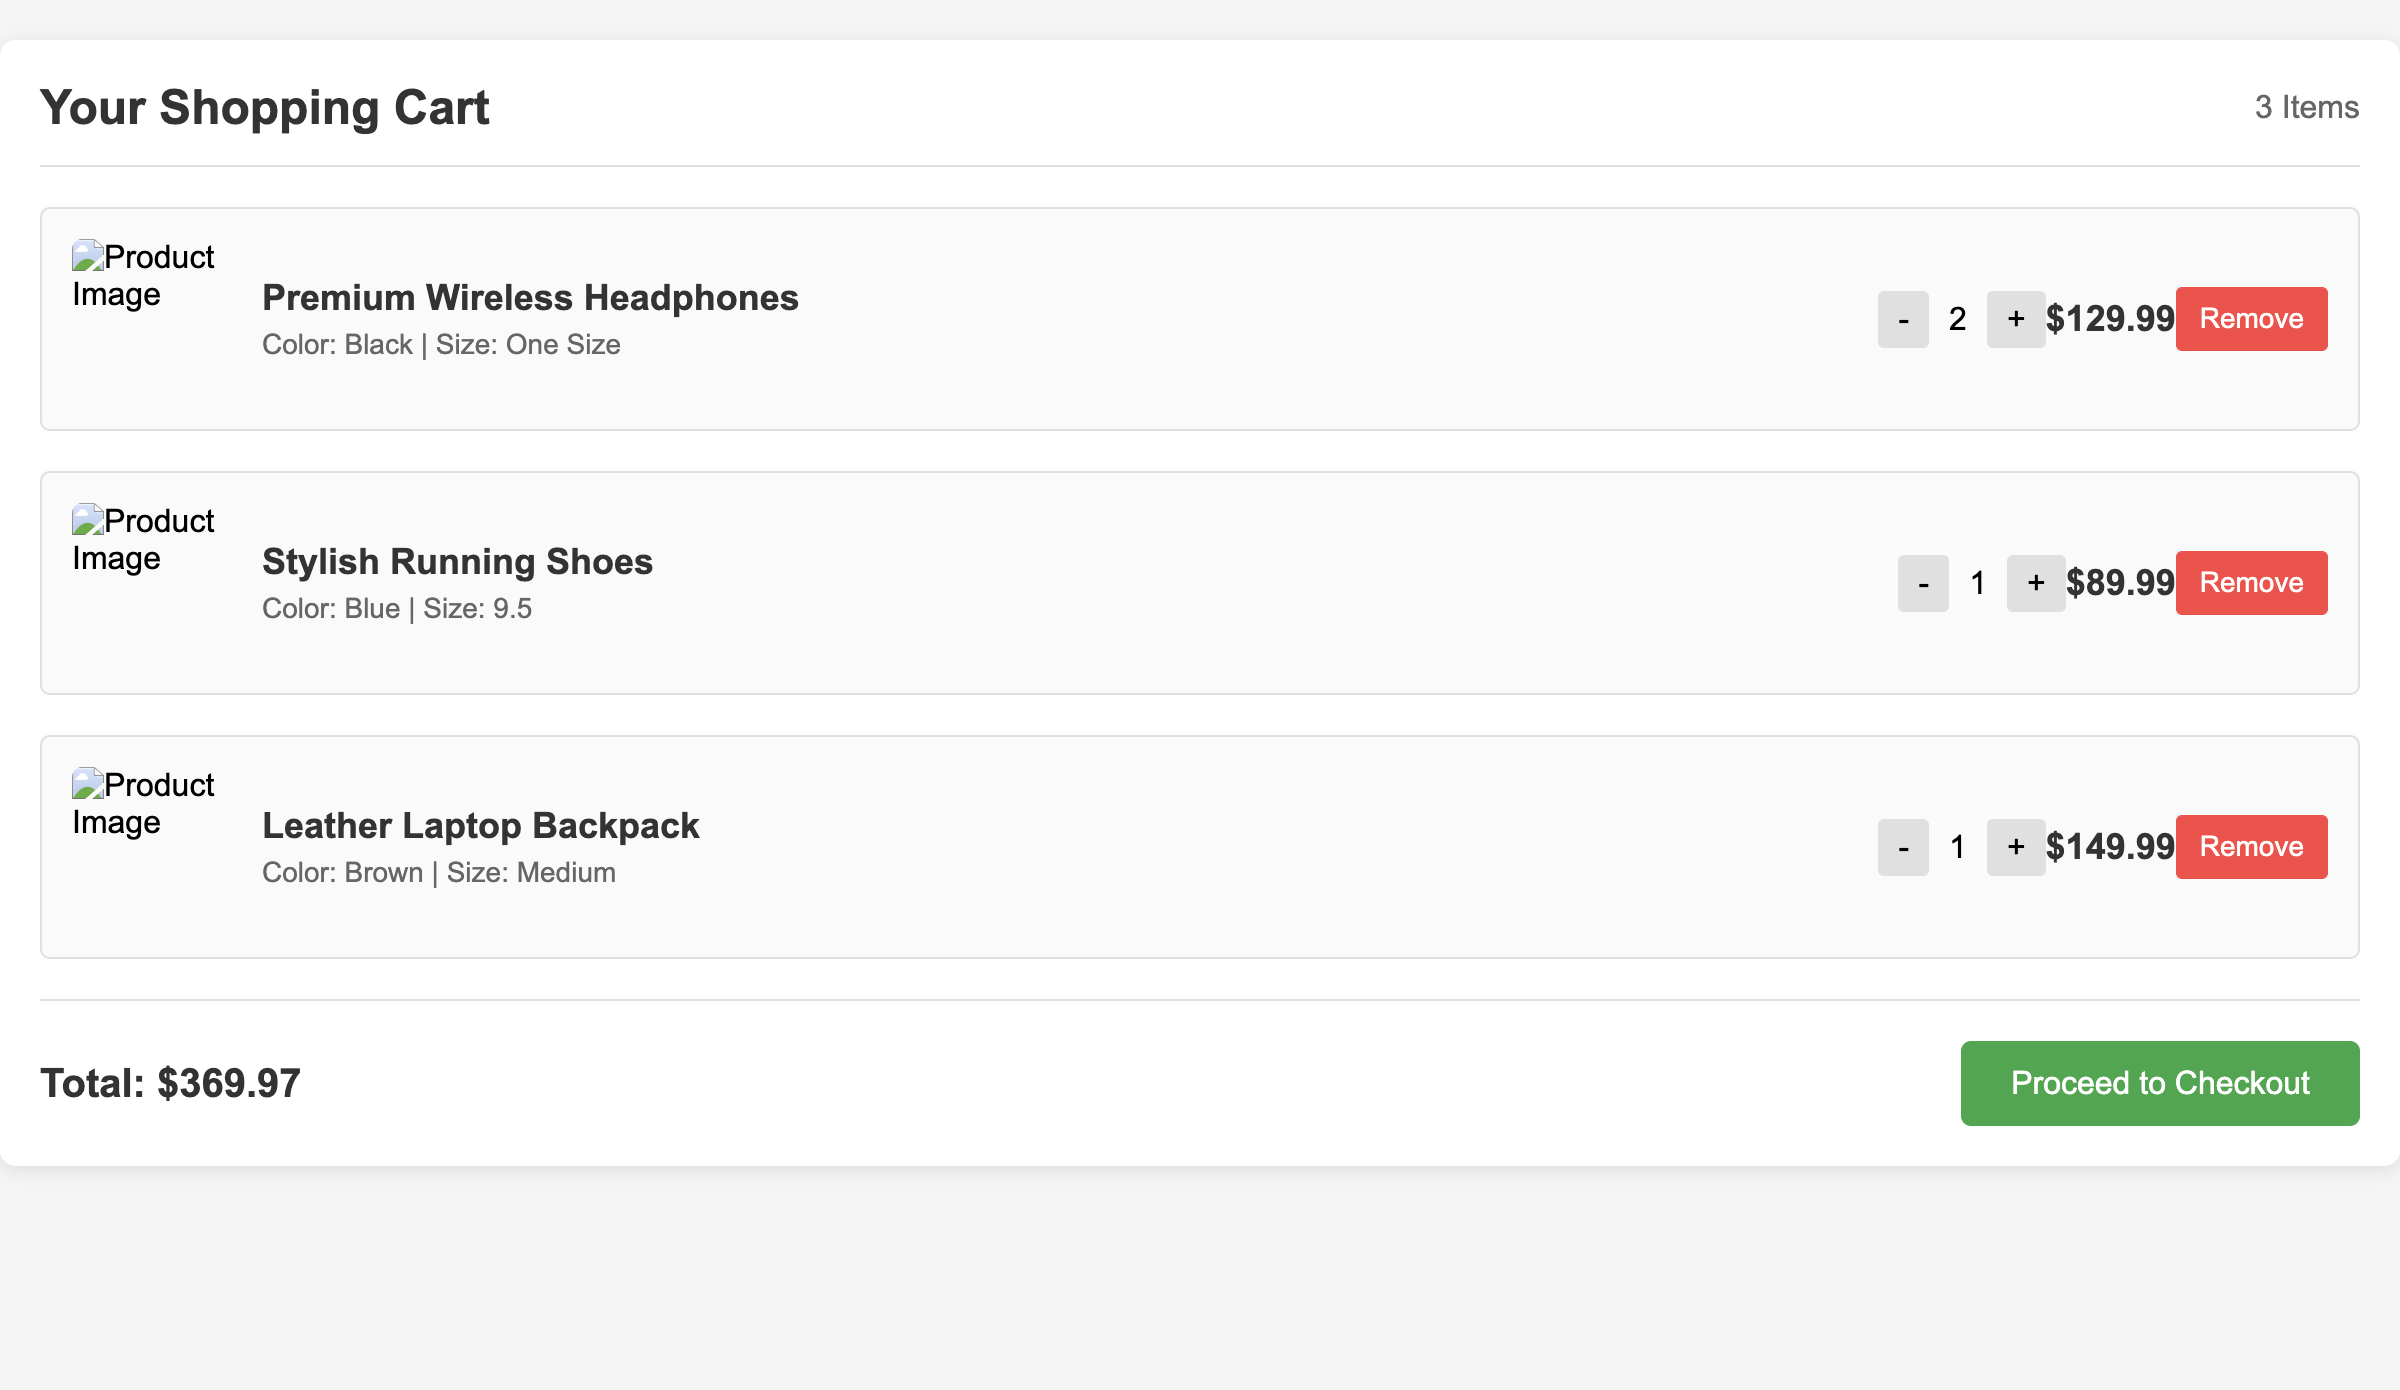 Your Shopping Cart
3 Items
Product
Image
Premium Wireless Headphones
Color: Black | Size: One Size
- 2 + $129.99 Remove
Product
Image
Stylish Running Shoes
Color: Blue | Size: 9.5
- 1 + $89.99 Remove
Product
Image
Leather Laptop Backpack
Color: Brown | Size: Medium
- 1 + $149.99 Remove
Total: $369.97
Proceed to Checkout